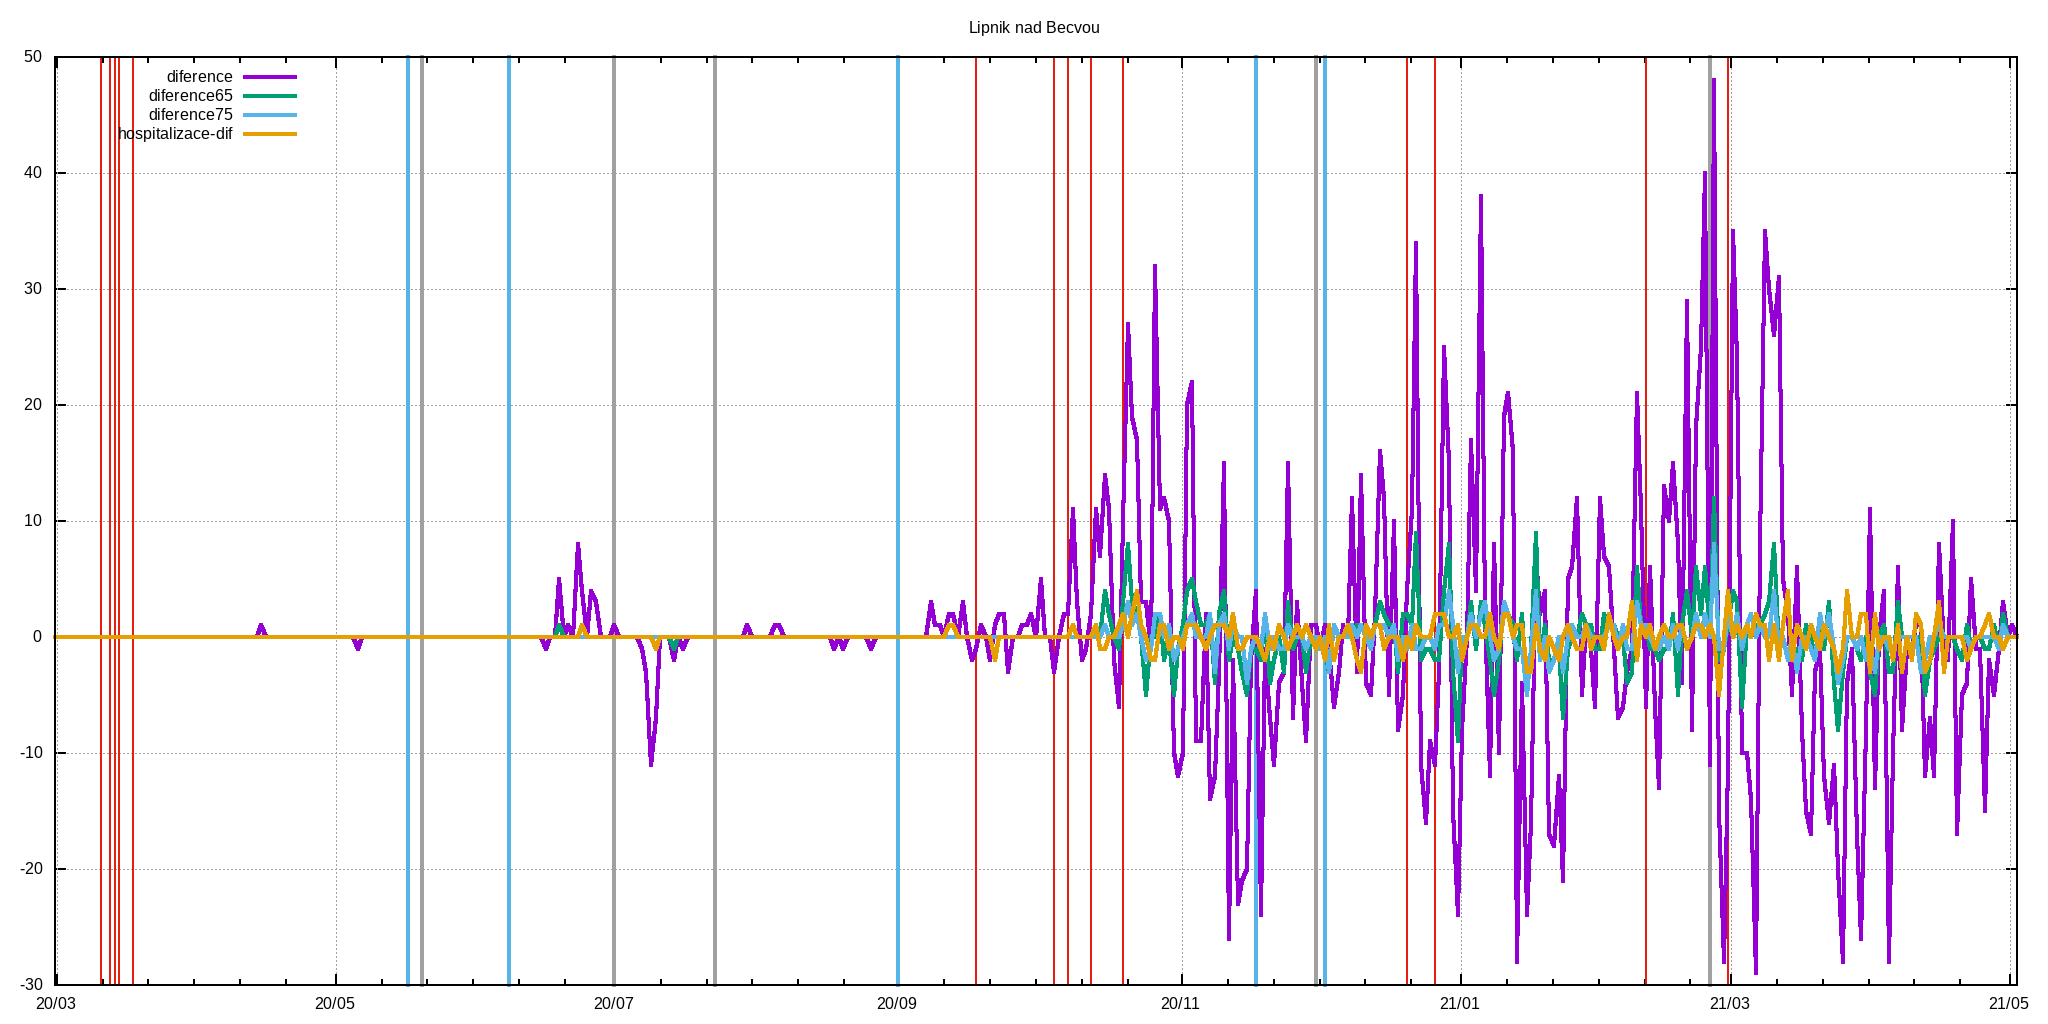 Lipnik nad Becvou
50
diference
diference65
diference75
hospitalizace-dif
40
30
20
10
0
-10
-20
-30
20/03 20/05 20/07 20/09 20/11 21/01 21/03 21/05